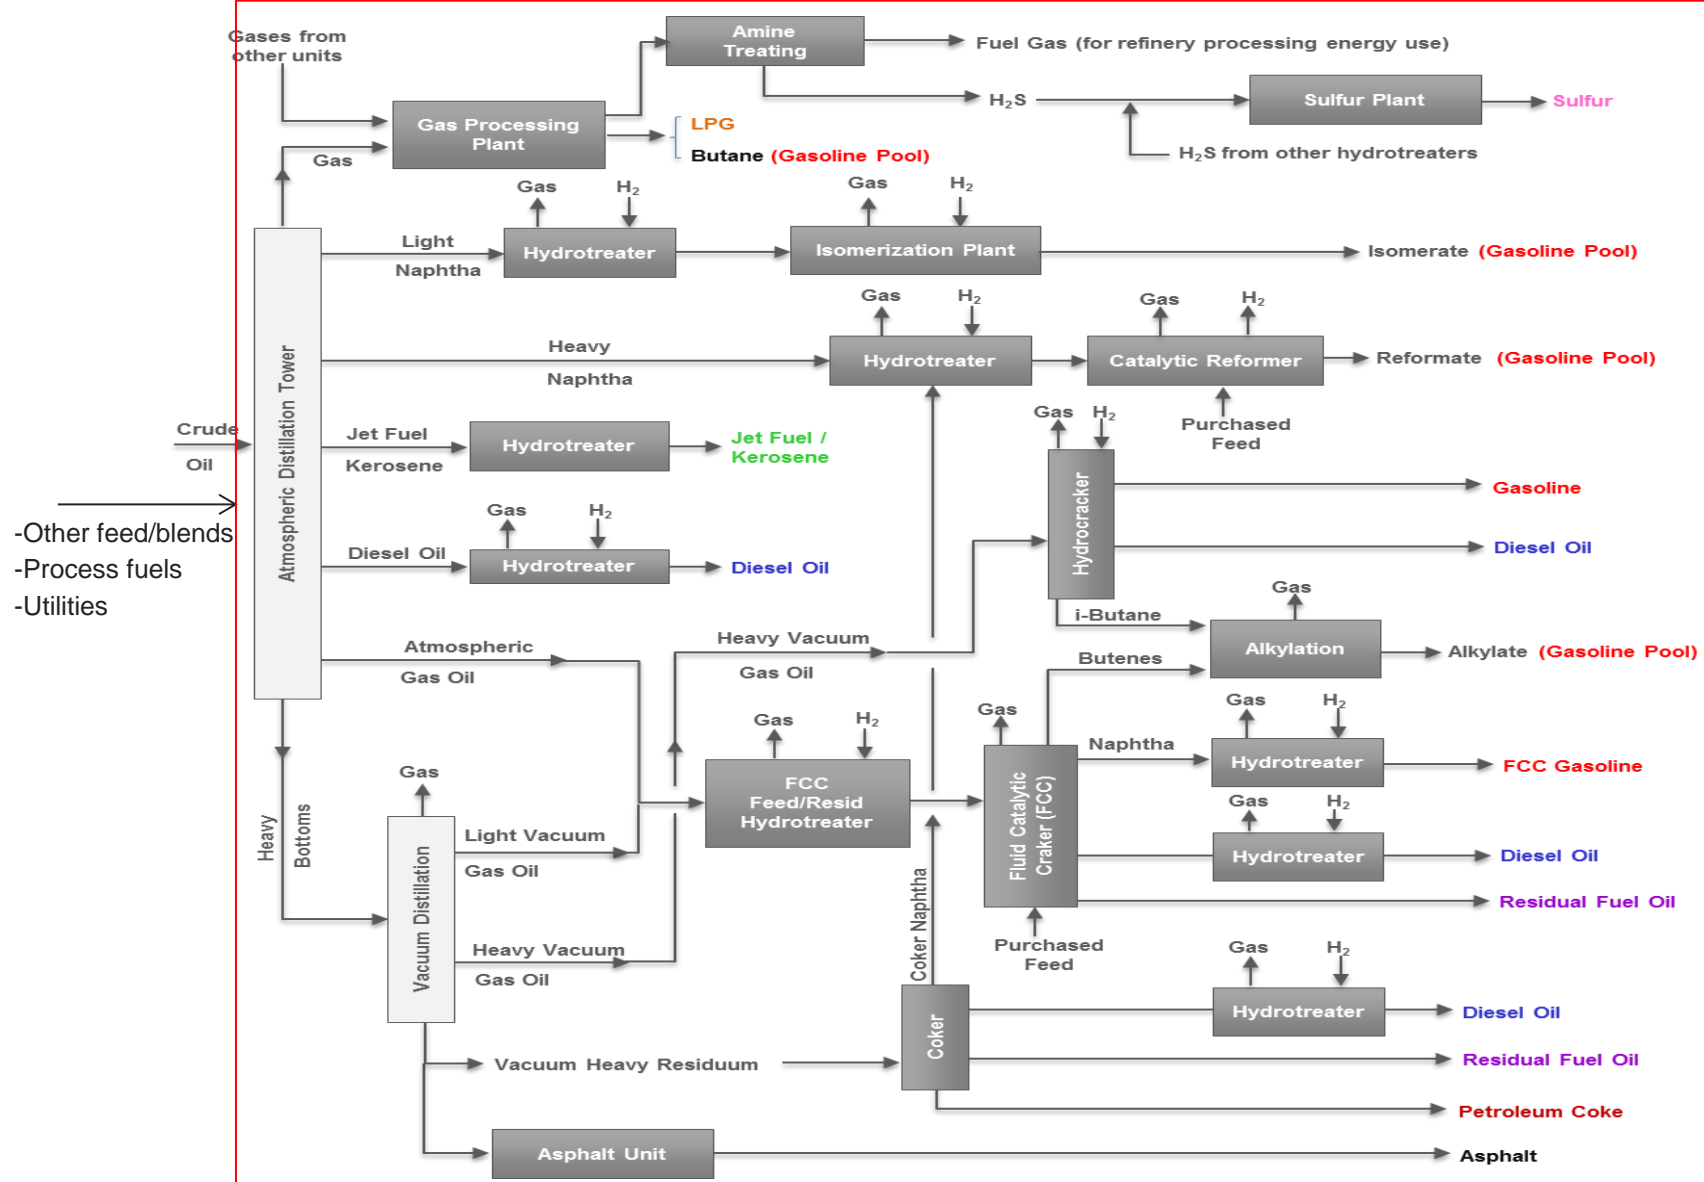 Gases from
other units
Amine
Treating
Fuel Gas (for refinery processing energy use)
H₂S
Sulfur Plant
Sulfur
Gas Processing
Plant
LPG
Butane (Gasoline Pool)
H₂S from other hydrotreaters
Gas
Gas
H₂
Gas
H₂
Light
Naphtha
Hydrotreater
Isomerization Plant
Isomerate (Gasoline Pool)
Gas
H₂
Gas
H₂
Heavy
Naphtha
Hydrotreater
Catalytic Reformer
Reformate (Gasoline Pool)
Purchased
Feed
Crude
Oil
Atmospheric Distillation Tower
Jet Fuel
Kerosene
Hydrotreater
Jet Fuel /
Kerosene
Gas
H₂
Hydrocracker
Gasoline
Diesel Oil
-Other feed/blends
-Process fuels
-Utilities
Gas
H₂
Diesel Oil
Hydrotreater
Diesel Oil
i-Butane
Gas
Alkylation
Alkylate (Gasoline Pool)
Butenes
Atmospheric
Gas Oil
Heavy Vacuum
Gas Oil
Gas
H₂
FCC
Feed/Resid
Hydrotreater
Gas
Fluid Catalytic
Craker (FCC)
Naphtha
Gas
H₂
Hydrotreater
FCC Gasoline
Gas
H₂
Hydrotreater
Diesel Oil
Residual Fuel Oil
Purchased
Feed
Heavy
Bottoms
Gas
Vacuum Distillation
Light Vacuum
Gas Oil
Heavy Vacuum
Gas Oil
Coker Naphtha
Gas
H₂
Coker
Hydrotreater
Diesel Oil
Vacuum Heavy Residuum
Residual Fuel Oil
Petroleum Coke
Asphalt Unit
Asphalt